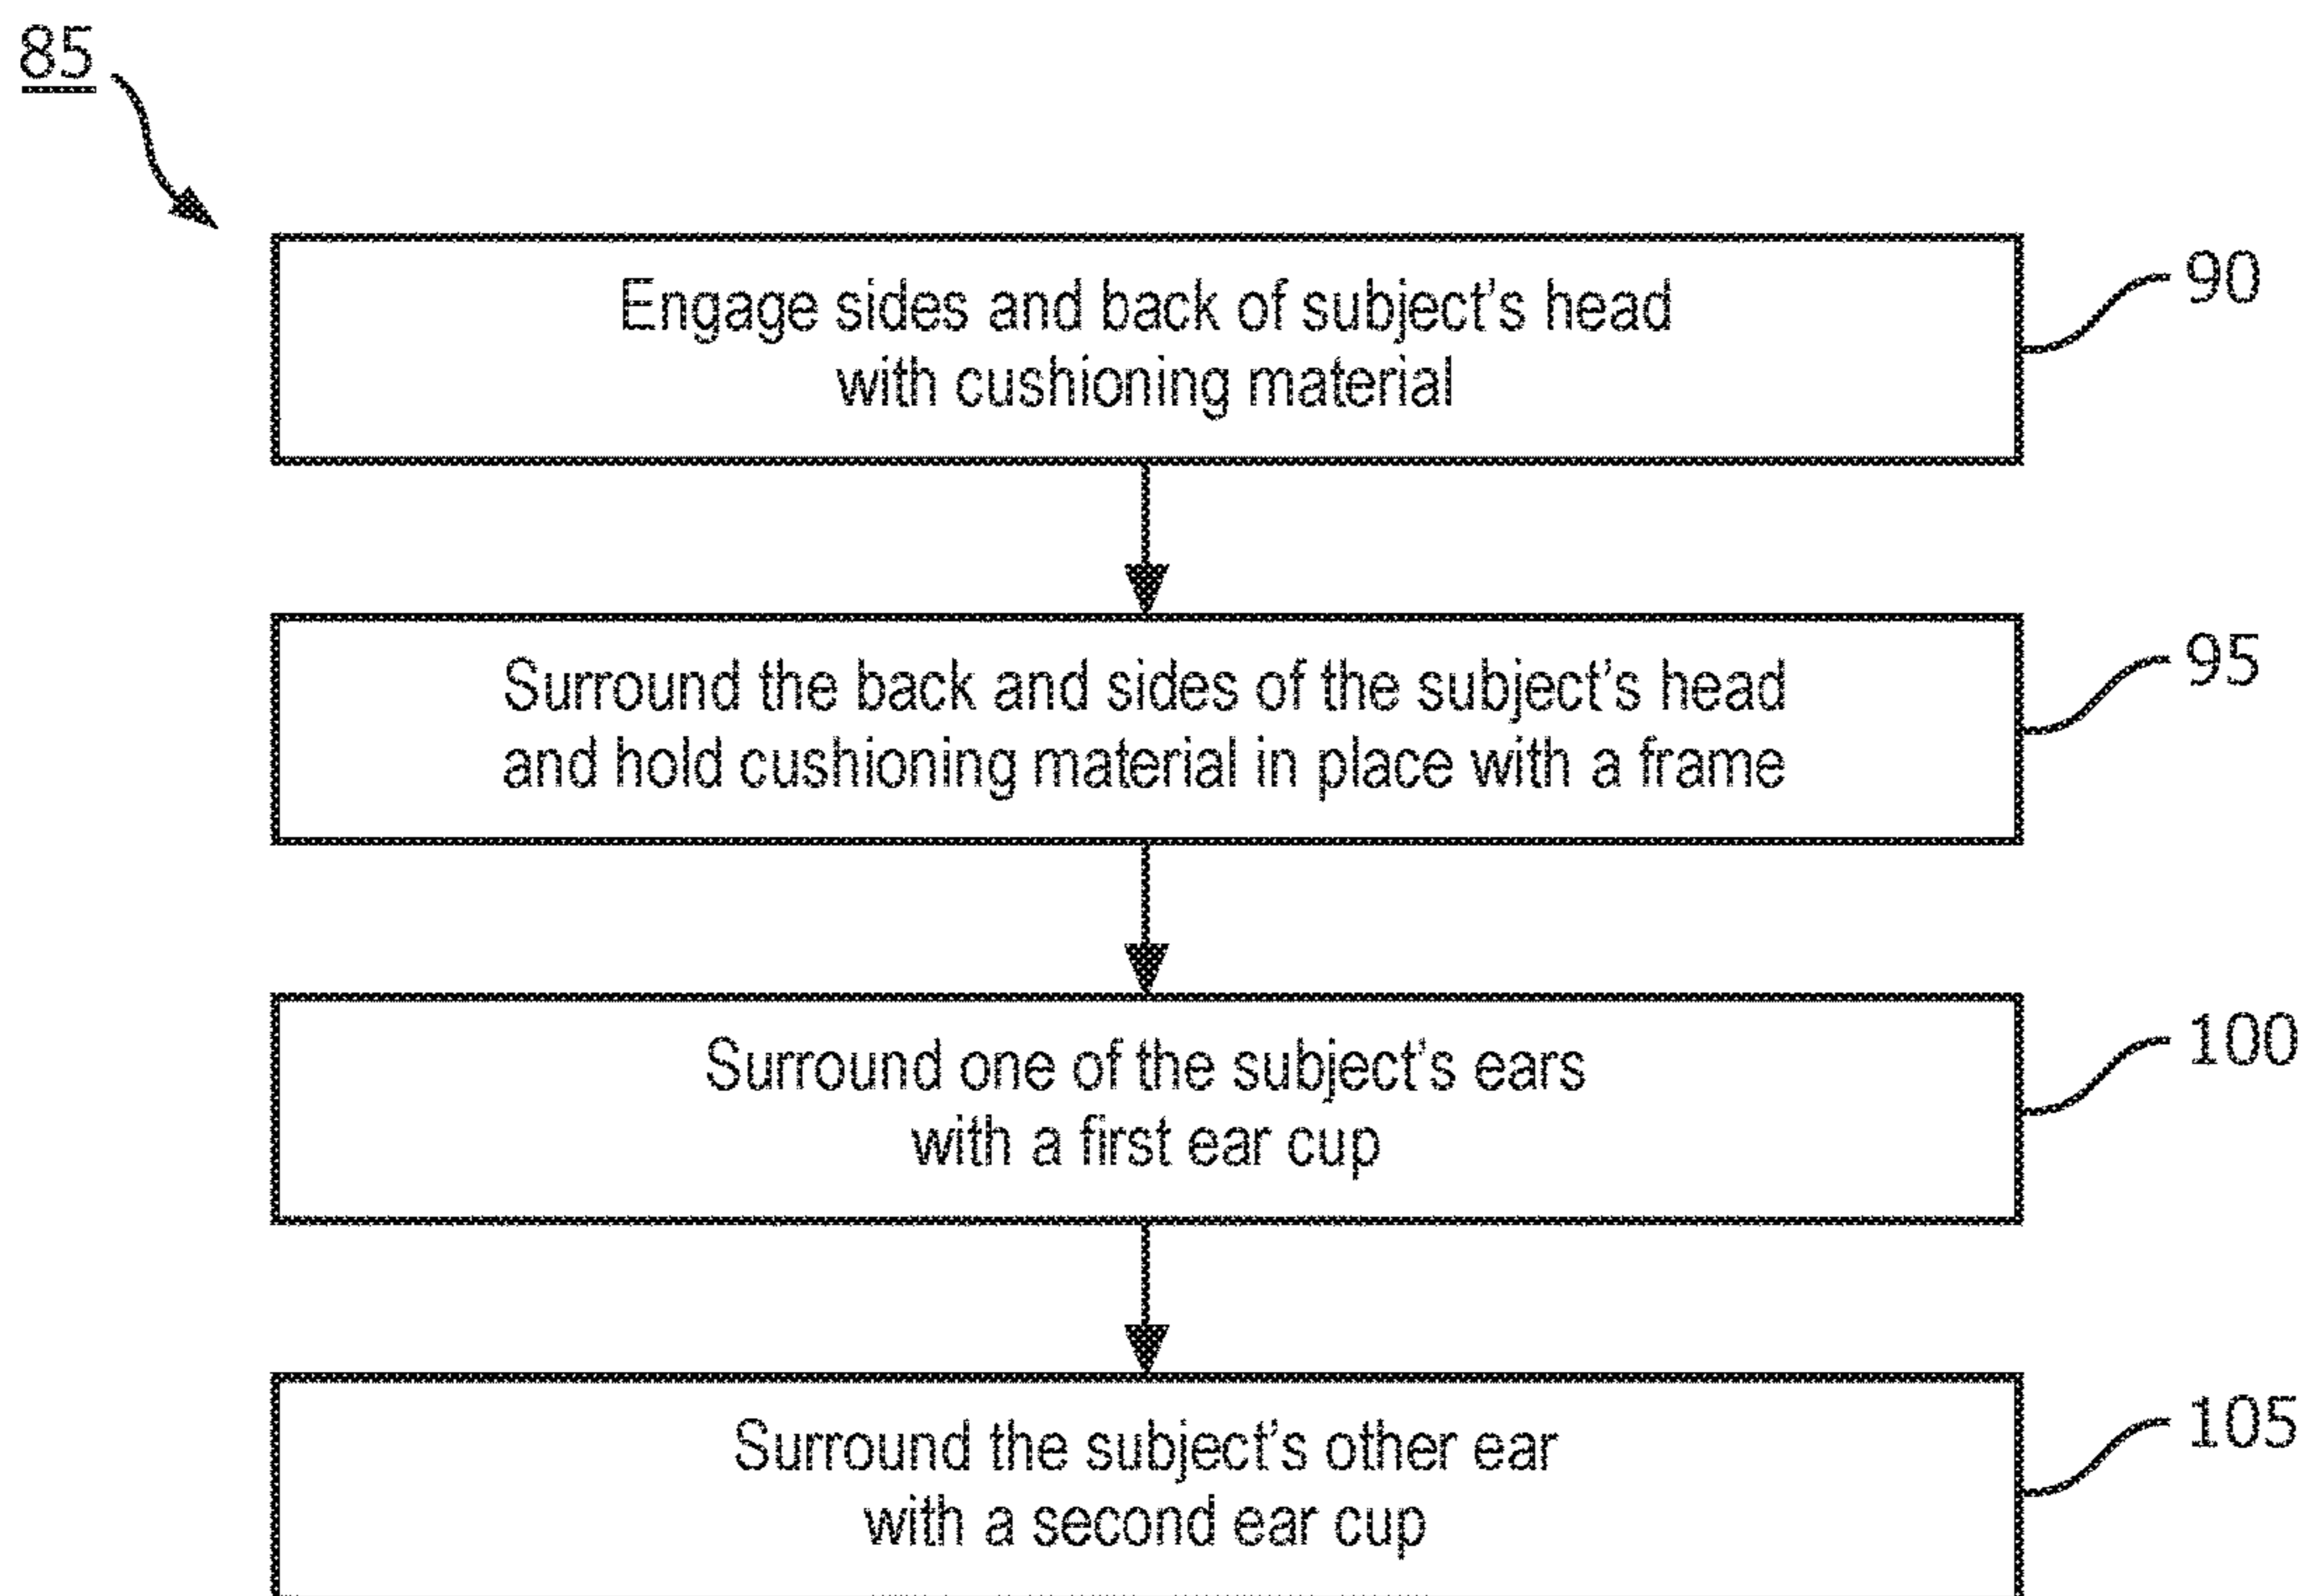 85
Engage sides and back of subject's head
with cushioning material
90
Surround the back and sides of the subject's head
and hold cushioning material in place with a frame
95
Surround one of the subject's ears
with a first ear cup
100
Surround the subject's other ear
with a second ear cup
105